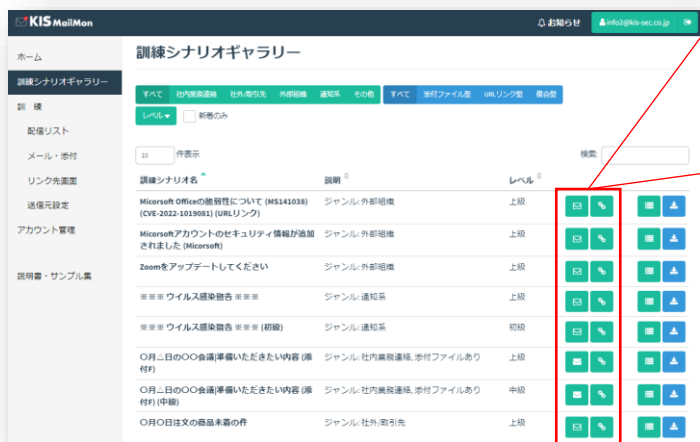 KIS MailMon
お知らせ
info2@kis-sec.co.jp
ホーム
訓練シナリオギャラリー
訓 練
配信リスト
メール・添付
リンク先画面
送信元設定
アカウント管理
説明書・サンプル集
訓練シナリオギャラリー
すべて 社内業務連絡 社外/取引先 外部組織 通知系 その他 すべて 添付ファイル型 URLリンク型 複合型
レベル 新着のみ
10 件表示 検索:
訓練シナリオ名 説明 レベル
Micorsoft Officeの脆弱性について (MS141038) ジャンル:外部組織 上級
(CVE-2022-1019081) (URLリンク)
Micorsoftアカウントのセキュリティ情報が追加 ジャンル:外部組織 上級
されました (Micorsoft)
Zoomをアップデートしてください ジャンル:外部組織 上級
※※※ ウイルス感染警告 ※※※ ジャンル:通知系 上級
※※※ ウイルス感染警告 ※※※ (初級) ジャンル:通知系 初級
○月△日の○○会議|準備いただきたい内容 (添 ジャンル:社内業務連絡,添付ファイルあり 上級
付F)
○月△日の○○会議|準備いただきたい内容 (添 ジャンル:社内業務連絡,添付ファイルあり 中級
付F) (中級)
○月○日注文の商品未着の件 ジャンル:社外/取引先 上級